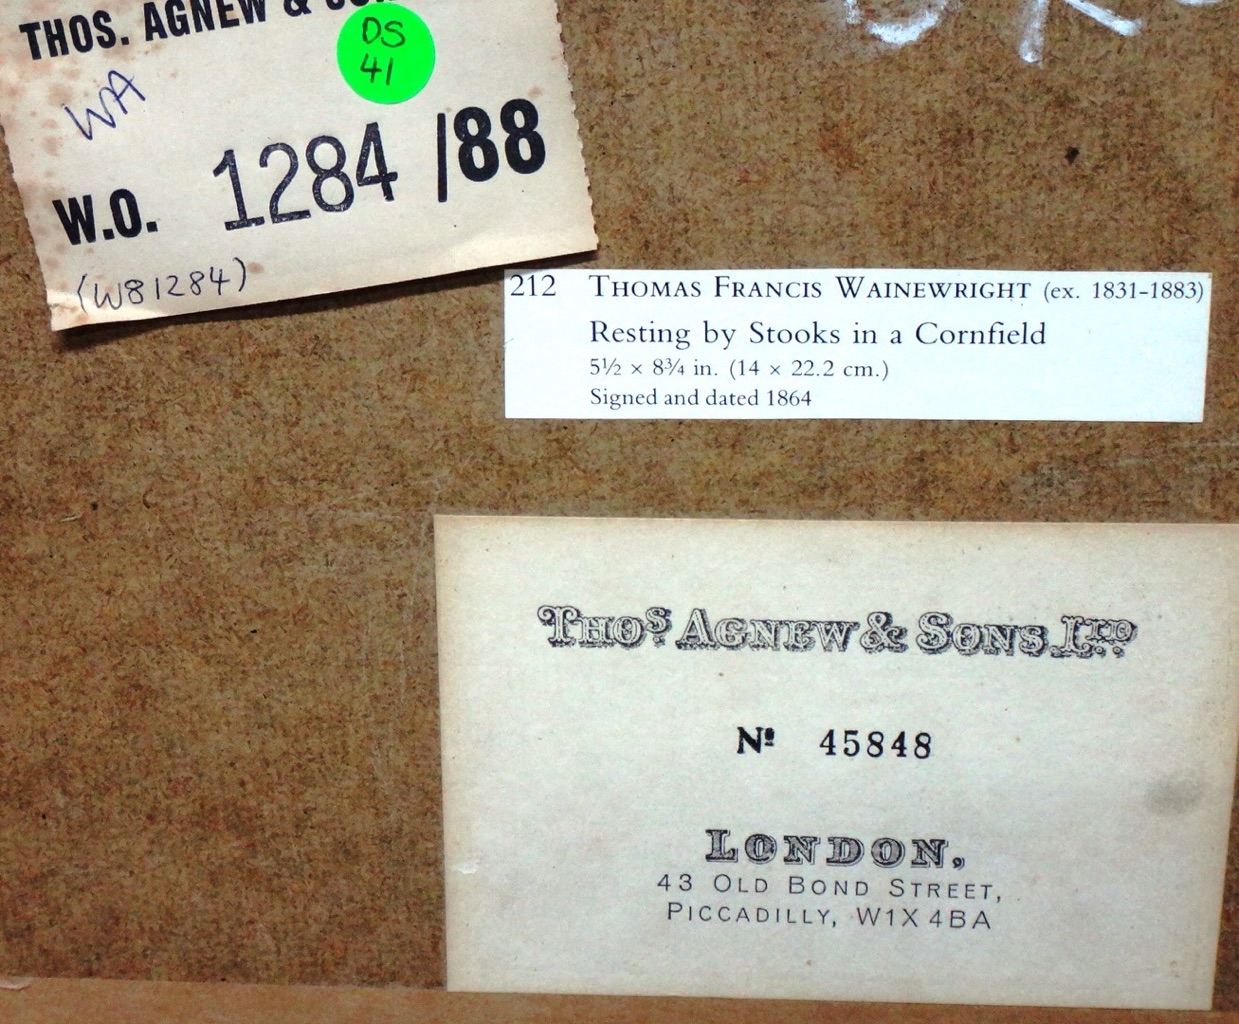 THOS. AGNEW &
DS
41
WA
W.O. 1284 /88
(W81284)
212 THOMAS FRANCIS WAINEWRIGHT (ex. 1831-1883)
Resting by Stooks in a Cornfield
5½ × 8¾ in. (14 × 22.2 cm.)
Signed and dated 1864
THOS AGNEW & SONS LTD.
Nº 45848
LONDON,
43 OLD BOND STREET,
PICCADILLY, W1X 4BA